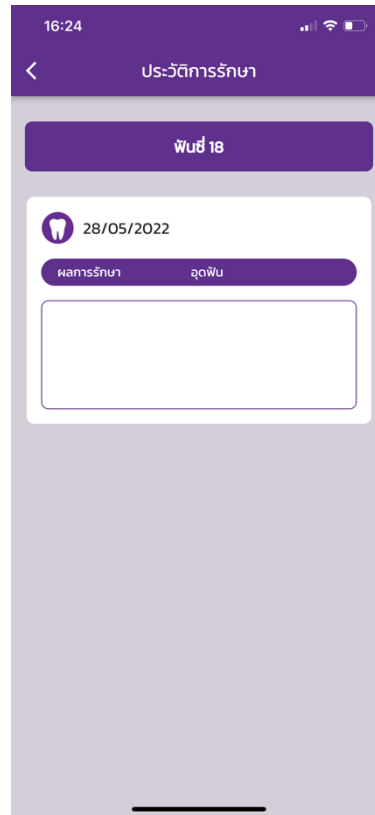 16:24
ประวัติการรักษา
ฟันซี่ 18
28/05/2022
ผลการรักษา อุดฟัน